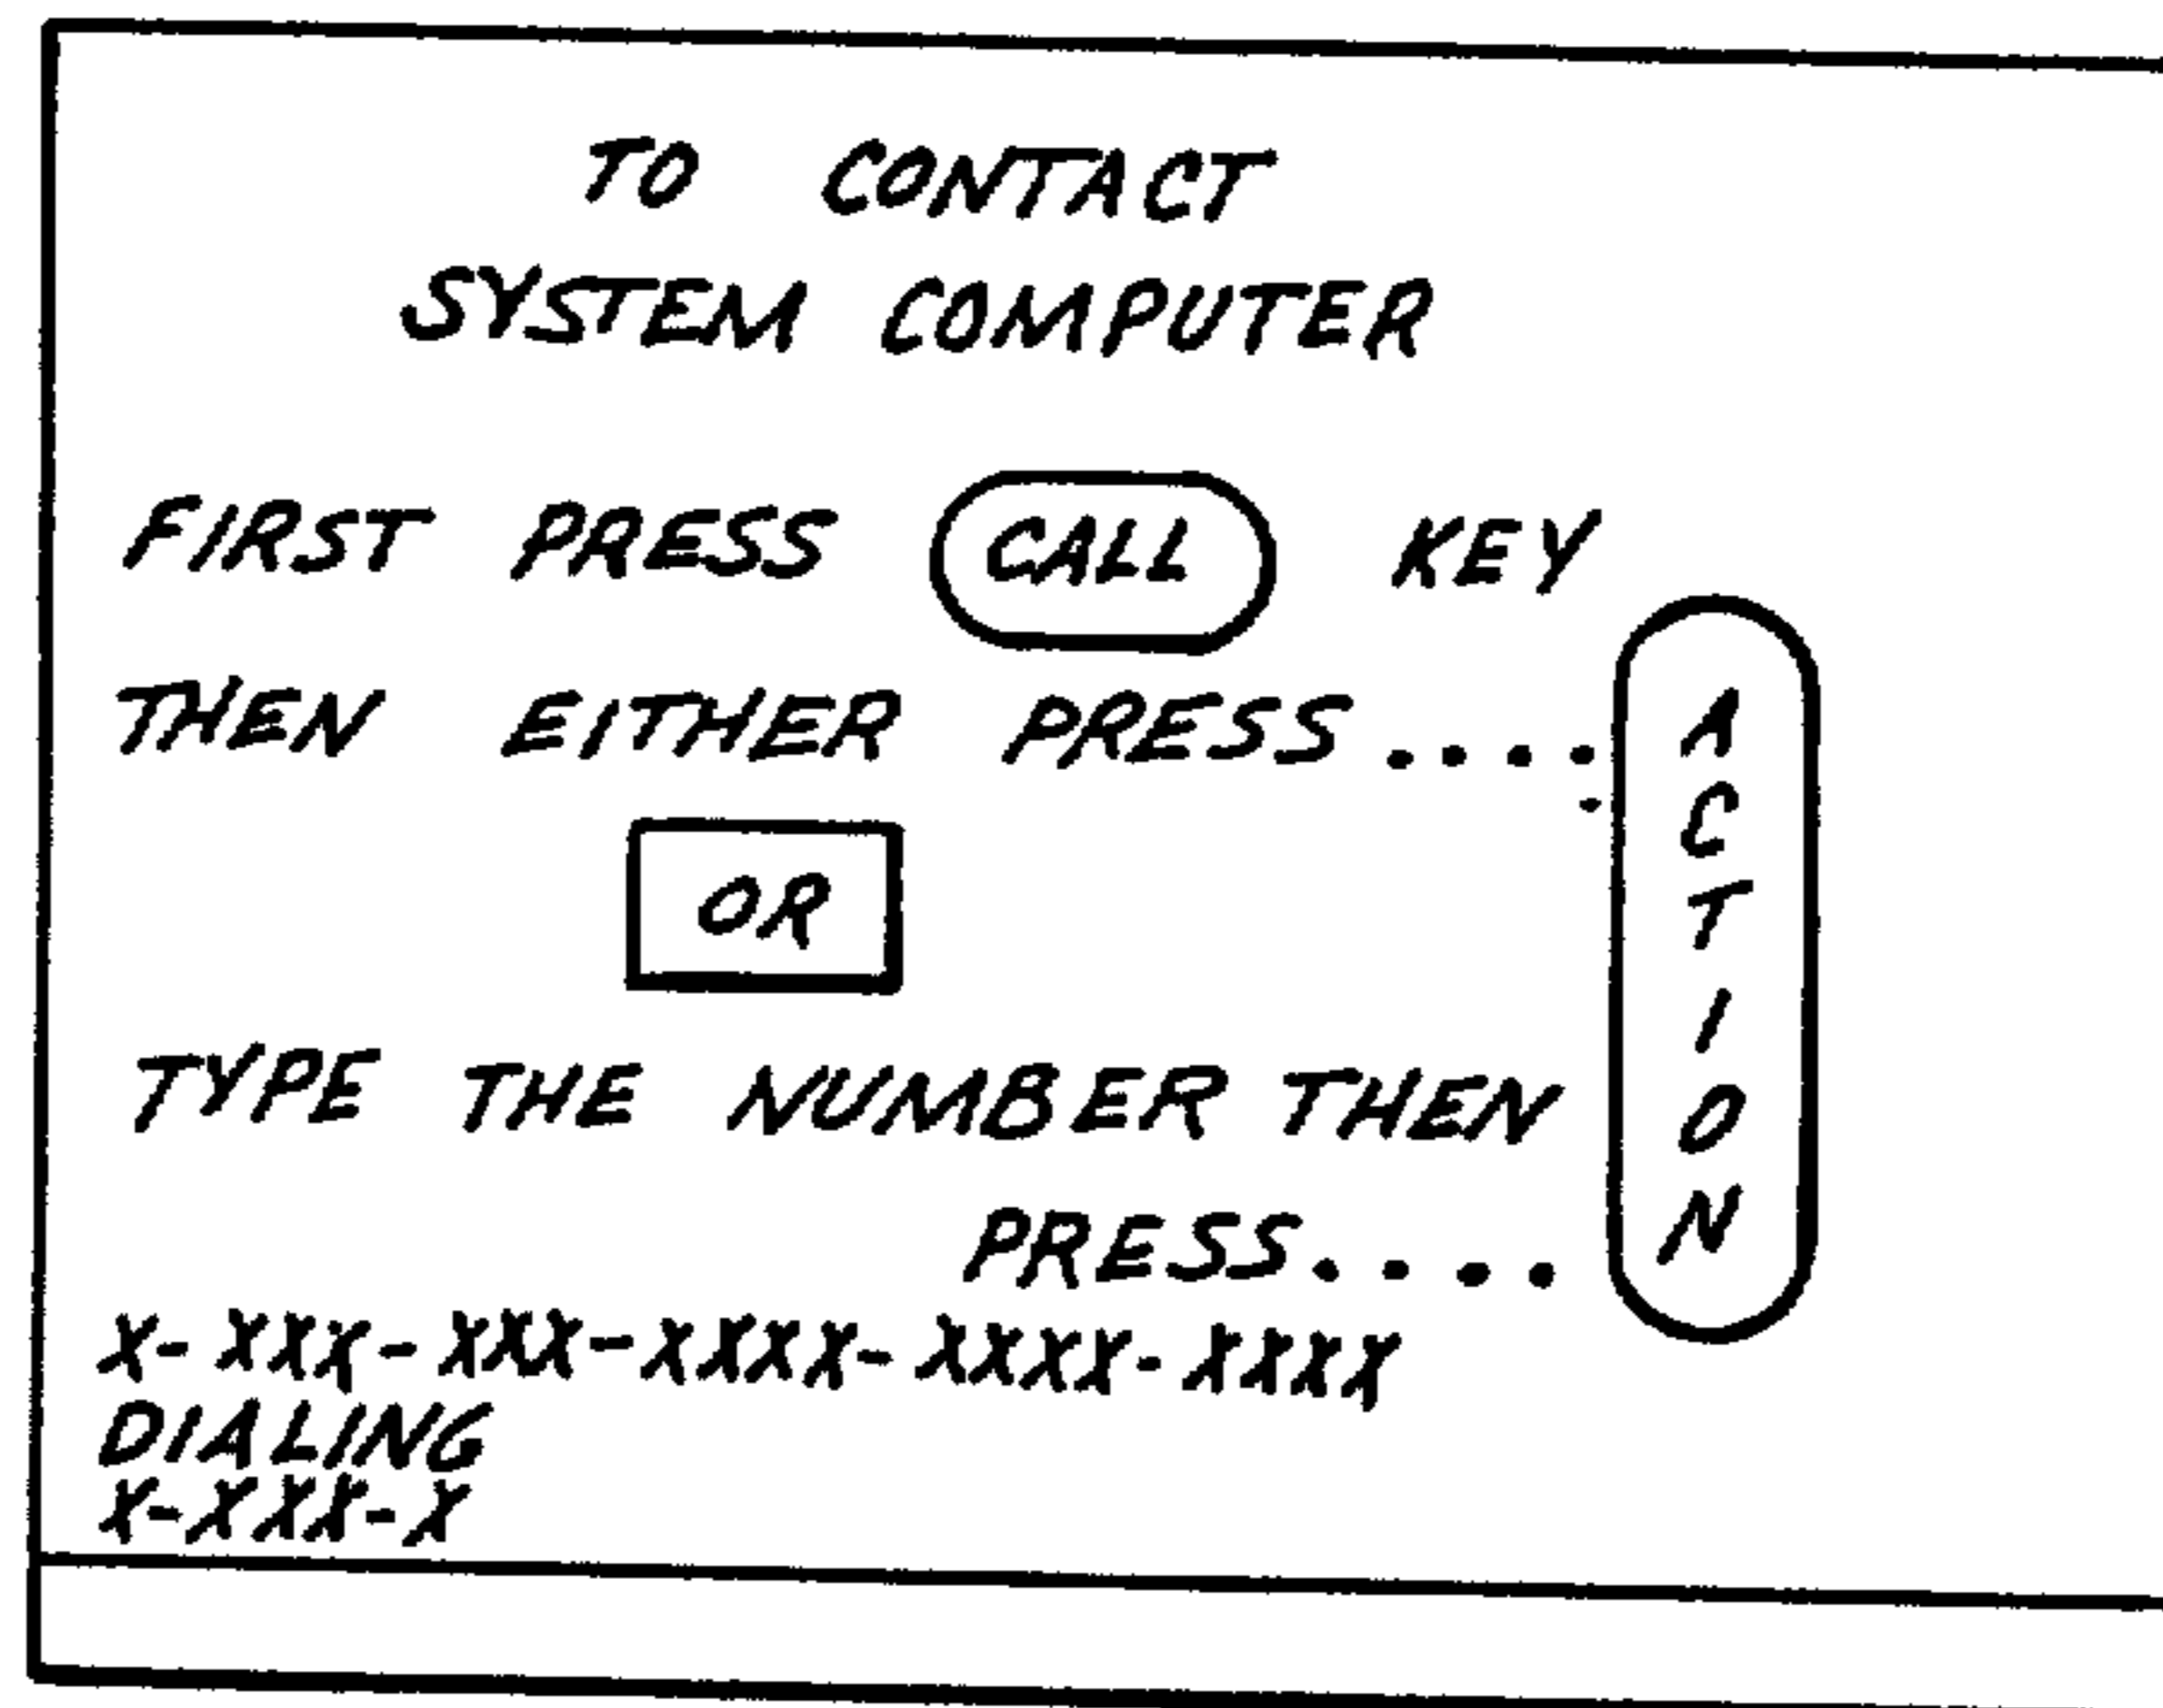 TO CONTACT
SYSTEM COMPUTER
FIRST PRESS CALL KEY
THEN EITHER PRESS....
OR
TYPE THE NUMBER THEN
PRESS....
ACTION
X-XXX-XXX-XXXX-XXXX-XXXX
DIALING
X-XXX-X